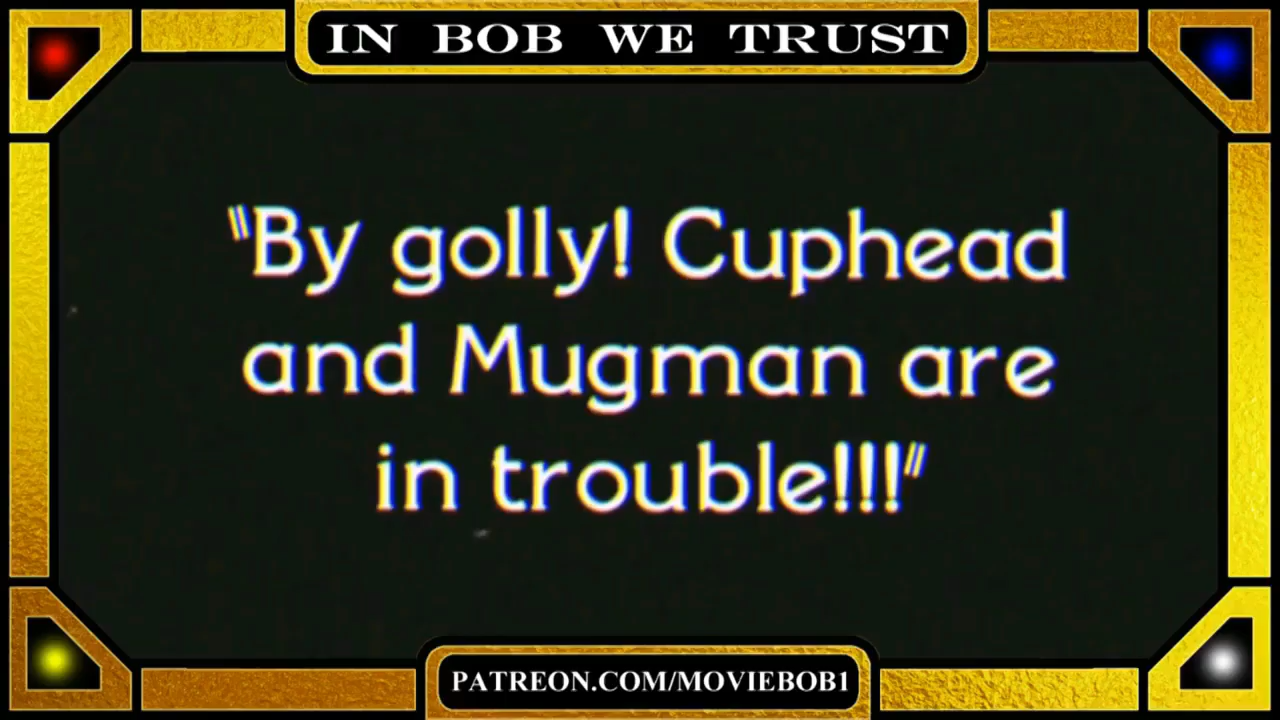 IN BOB WE TRUST
"By golly! Cuphead
and Mugman are
in trouble!!!"
PATREON.COM/MOVIEBOB1